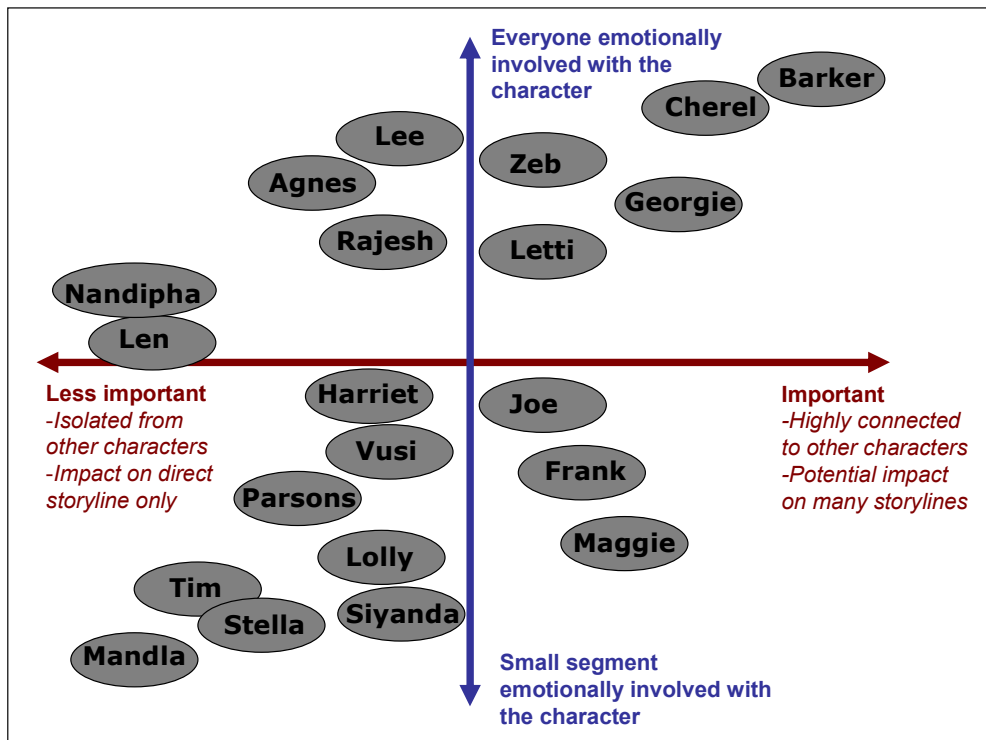 Everyone emotionally
involved with the
character
Barker
Cherel
Lee
Zeb
Agnes
Georgie
Rajesh
Letti
Nandipha
Len
Less important
-Isolated from
other characters
-Impact on direct
storyline only
Important
-Highly connected
to other characters
-Potential impact
on many storylines
Harriet
Joe
Vusi
Frank
Parsons
Maggie
Lolly
Tim
Siyanda
Stella
Mandla
Small segment
emotionally involved with
the character